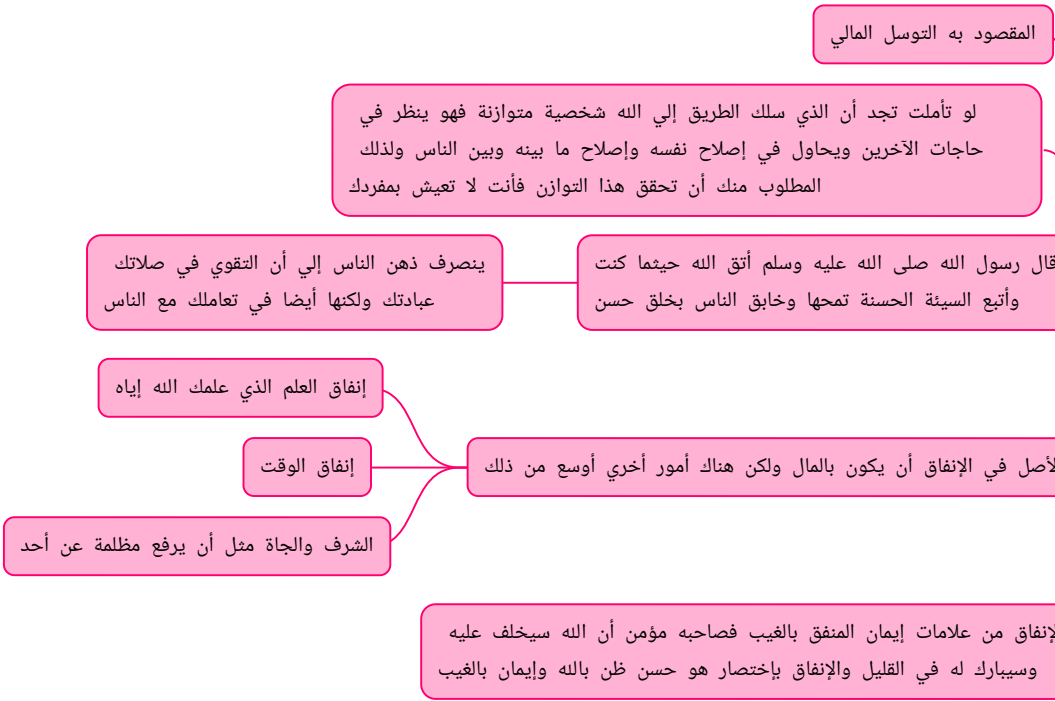 المقصود به التوسل المالي
لو تأملت تجد أن الذي سلك الطريق إلي الله شخصية متوازنة فهو ينظر في
حاجات الآخرين ويحاول في إصلاح نفسه وإصلاح ما بينه وبين الناس ولذلك
المطلوب منك أن تحقق هذا التوازن فأنت لا تعيش بمفردك
قال رسول الله صلى الله عليه وسلم أتق الله حيثما كنت
وأتبع السيئة الحسنة تمحها وخابق الناس بخلق حسن
ينصرف ذهن الناس إلي أن التقوي في صلاتك
عبادتك ولكنها أيضا في تعاملك مع الناس
لأصل في الإنفاق أن يكون بالمال ولكن هناك أمور أخري أوسع من ذلك
إنفاق العلم الذي علمك الله إياه
إنفاق الوقت
الشرف والجاة مثل أن يرفع مظلمة عن أحد
لإنفاق من علامات إيمان المنفق بالغيب فصاحبه مؤمن أن الله سيخلف عليه
وسيبارك له في القليل والإنفاق بإختصار هو حسن ظن بالله وإيمان بالغيب